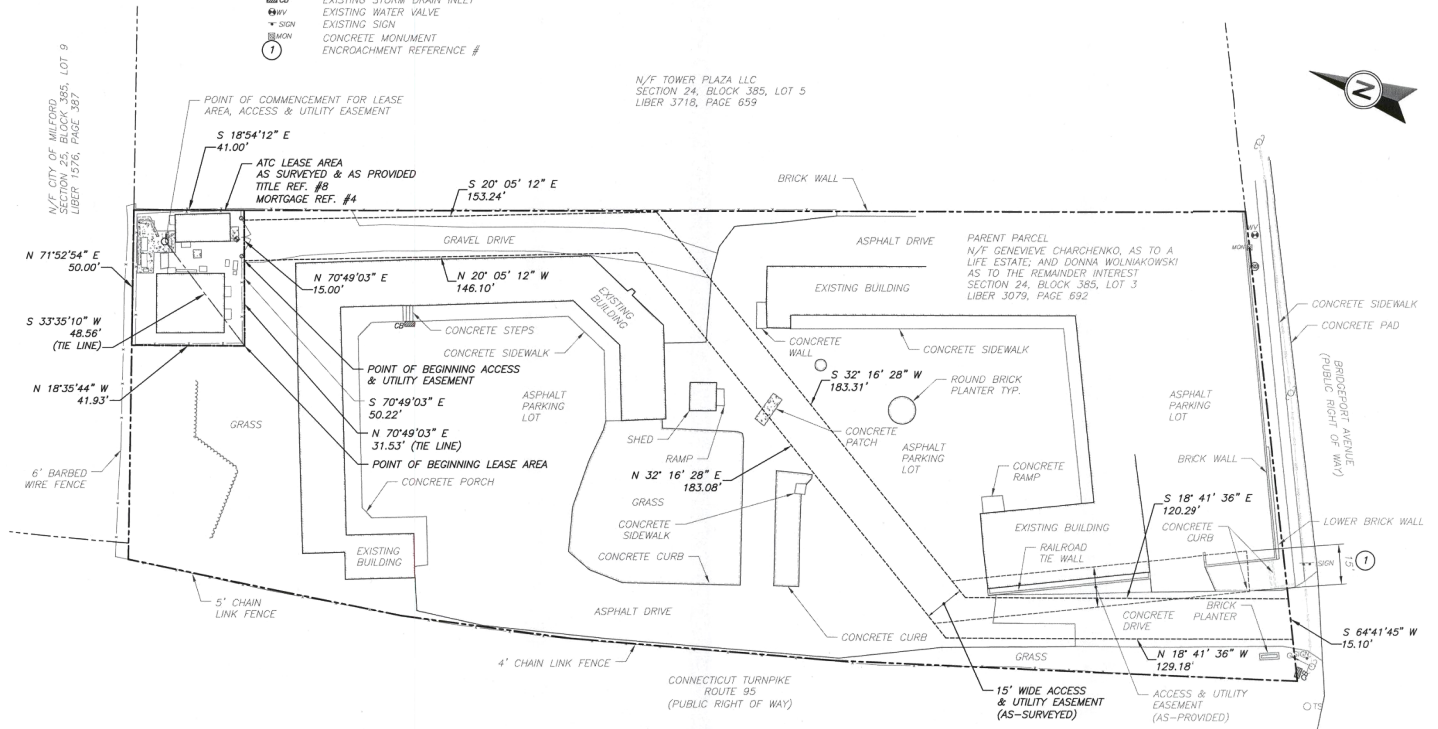 CB EXISTING STORM DRAIN INLET
WV EXISTING WATER VALVE
SIGN EXISTING SIGN
MON CONCRETE MONUMENT
1 ENCROACHMENT REFERENCE #
N/F CITY OF MILFORD
SECTION 25, BLOCK 385, LOT 9
LIBER 1576, PAGE 387
N/F TOWER PLAZA LLC
SECTION 24, BLOCK 385, LOT 5
LIBER 3718, PAGE 659
N
POINT OF COMMENCEMENT FOR LEASE
AREA, ACCESS & UTILITY EASEMENT
S 18°54'12" E
41.00'
ATC LEASE AREA
AS SURVEYED & AS PROVIDED
TITLE REF. #8
MORTGAGE REF. #4
S 20° 05' 12" E
153.24'
BRICK WALL
GRAVEL DRIVE
ASPHALT DRIVE
PARENT PARCEL
N/F GENEVIEVE CHARCHENKO, AS TO A
LIFE ESTATE; AND DONNA WOLNIAKOWSKI
AS TO THE REMAINDER INTEREST
SECTION 24, BLOCK 385, LOT 3
LIBER 3079, PAGE 692
WV
MON
N 71°52'54" E
50.00'
N 70°49'03" E
15.00'
N 20° 05' 12" W
146.10'
EXISTING
BUILDING
EXISTING BUILDING
CONCRETE SIDEWALK
CONCRETE PAD
S 33°35'10" W
48.56'
(TIE LINE)
CB
CONCRETE STEPS
CONCRETE SIDEWALK
CONCRETE
WALL
CONCRETE SIDEWALK
BRIDGEPORT AVENUE
(PUBLIC RIGHT OF WAY)
N 18°35'44" W
41.93'
POINT OF BEGINNING ACCESS
& UTILITY EASEMENT
S 70°49'03" E
50.22'
N 70°49'03" E
31.53' (TIE LINE)
POINT OF BEGINNING LEASE AREA
ASPHALT
PARKING
LOT
S 32° 16' 28" W
183.31'
ROUND BRICK
PLANTER TYP.
ASPHALT
PARKING
LOT
GRASS
SHED
RAMP
CONCRETE
PATCH
ASPHALT
PARKING
LOT
BRICK WALL
6' BARBED
WIRE FENCE
CONCRETE PORCH
N 32° 16' 28" E
183.08'
GRASS
CONCRETE
RAMP
S 18° 41' 36" E
120.29'
CONCRETE
SIDEWALK
EXISTING BUILDING
CONCRETE
CURB
LOWER BRICK WALL
EXISTING
BUILDING
CONCRETE CURB
RAILROAD
TIE WALL
SIGN
15'
1
5' CHAIN
LINK FENCE
ASPHALT DRIVE
CONCRETE
DRIVE
BRICK
PLANTER
CONCRETE CURB
S 64°41'45" W
15.10'
4' CHAIN LINK FENCE
GRASS
N 18° 41' 36" W
129.18'
CONNECTICUT TURNPIKE
ROUTE 95
(PUBLIC RIGHT OF WAY)
15' WIDE ACCESS
& UTILITY EASEMENT
(AS-SURVEYED)
ACCESS & UTILITY
EASEMENT
(AS-PROVIDED)
TS